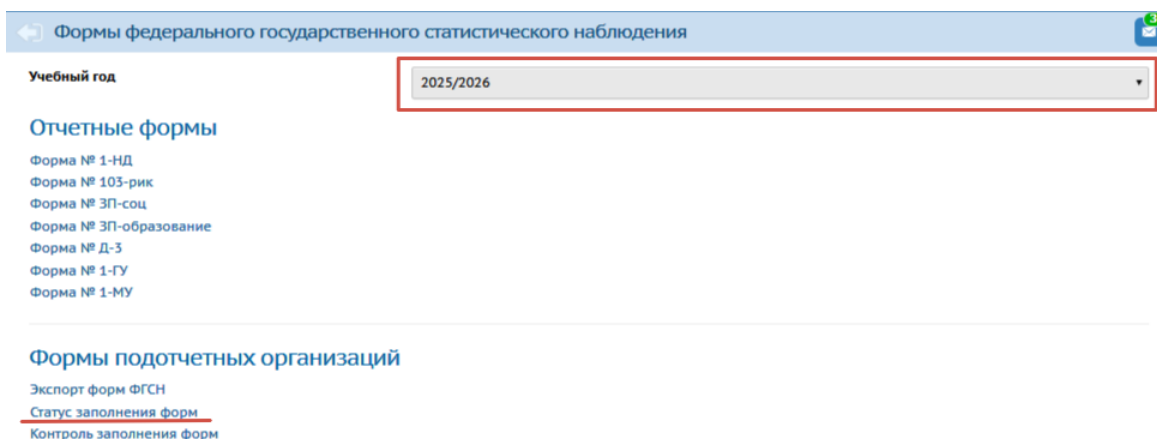 Формы федерального государственного статистического наблюдения
3
Учебный год
2025/2026
Отчетные формы
Форма № 1-НД
Форма № 103-рик
Форма № ЗП-соц
Форма № ЗП-образование
Форма № Д-3
Форма № 1-ГУ
Форма № 1-МУ
Формы подотчетных организаций
Экспорт форм ФГСН
Статус заполнения форм
Контроль заполнения форм